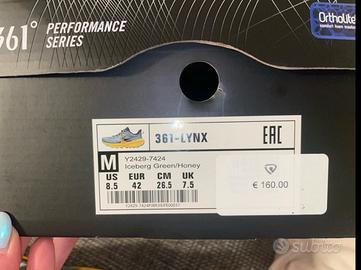 361° PERFORMANCE
SERIES
OrthoLite
361-LYNX
EAC
M
Y2429-7424
Iceberg Green/Honey
US EUR CM UK
8.5 42 26.5 7.5
€ 160.00
subito